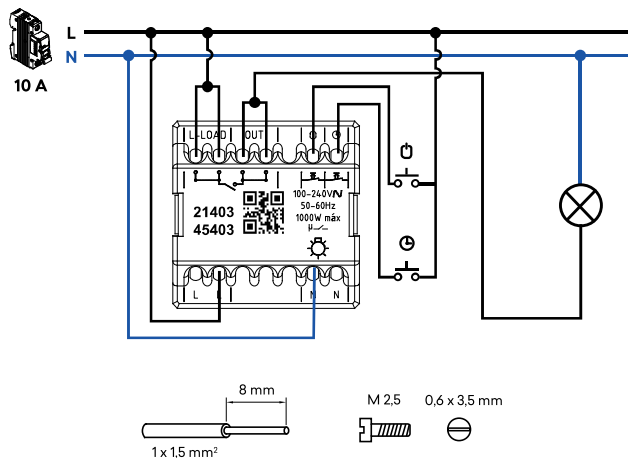 L
N
10 A
L-LOAD
OUT
100-240V
50-60Hz
1000W máx
µ
21403
45403
L
L
N
N
8 mm
1 x 1,5 mm²
M 2,5
0,6 x 3,5 mm